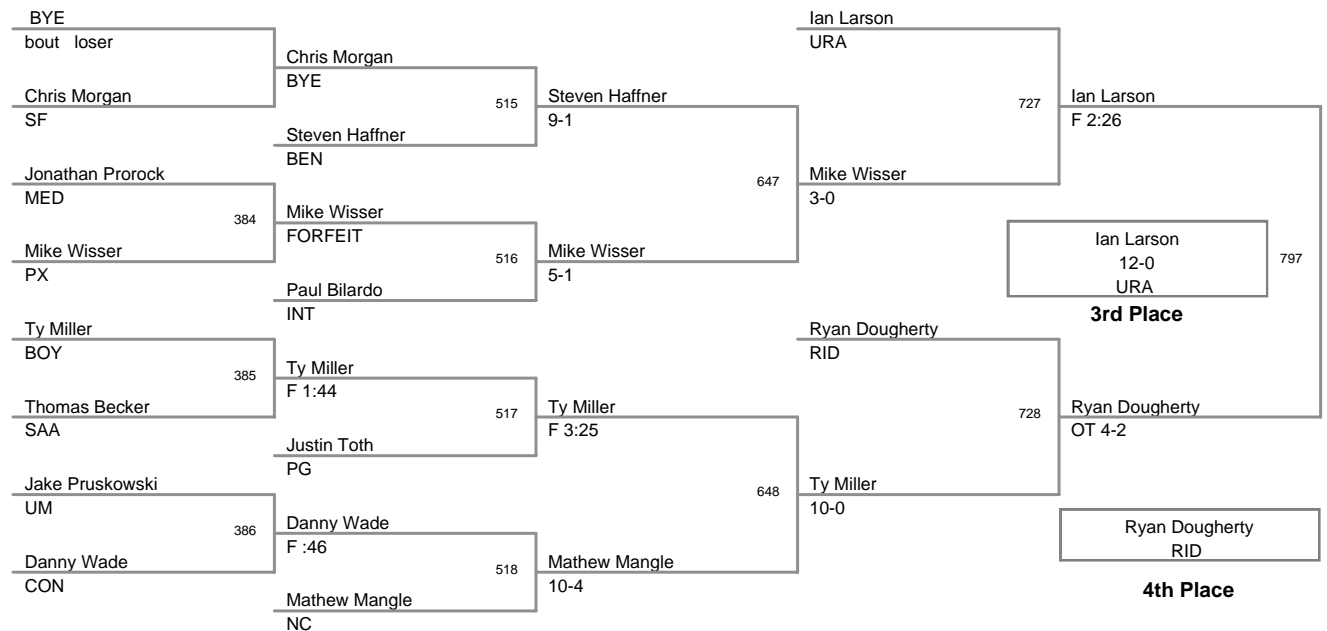 BYE
bout loser
Chris Morgan
SF
Jonathan Prorock
MED
384
Mike Wisser
PX
Ty Miller
BOY
385
Thomas Becker
SAA
Jake Pruskowski
UM
386
Danny Wade
CON
Chris Morgan
BYE
515
Steven Haffner
BEN
Mike Wisser
FORFEIT
516
Paul Bilardo
INT
Ty Miller
F 1:44
517
Justin Toth
PG
Danny Wade
F :46
518
Mathew Mangle
NC
Steven Haffner
9-1
647
Mike Wisser
5-1
Ty Miller
F 3:25
648
Mathew Mangle
10-4
Ian Larson
URA
727
Mike Wisser
3-0
Ryan Dougherty
RID
728
Ty Miller
10-0
Ian Larson
F 2:26
Ian Larson
12-0
URA
797
3rd Place
Ryan Dougherty
OT 4-2
Ryan Dougherty
RID
4th Place